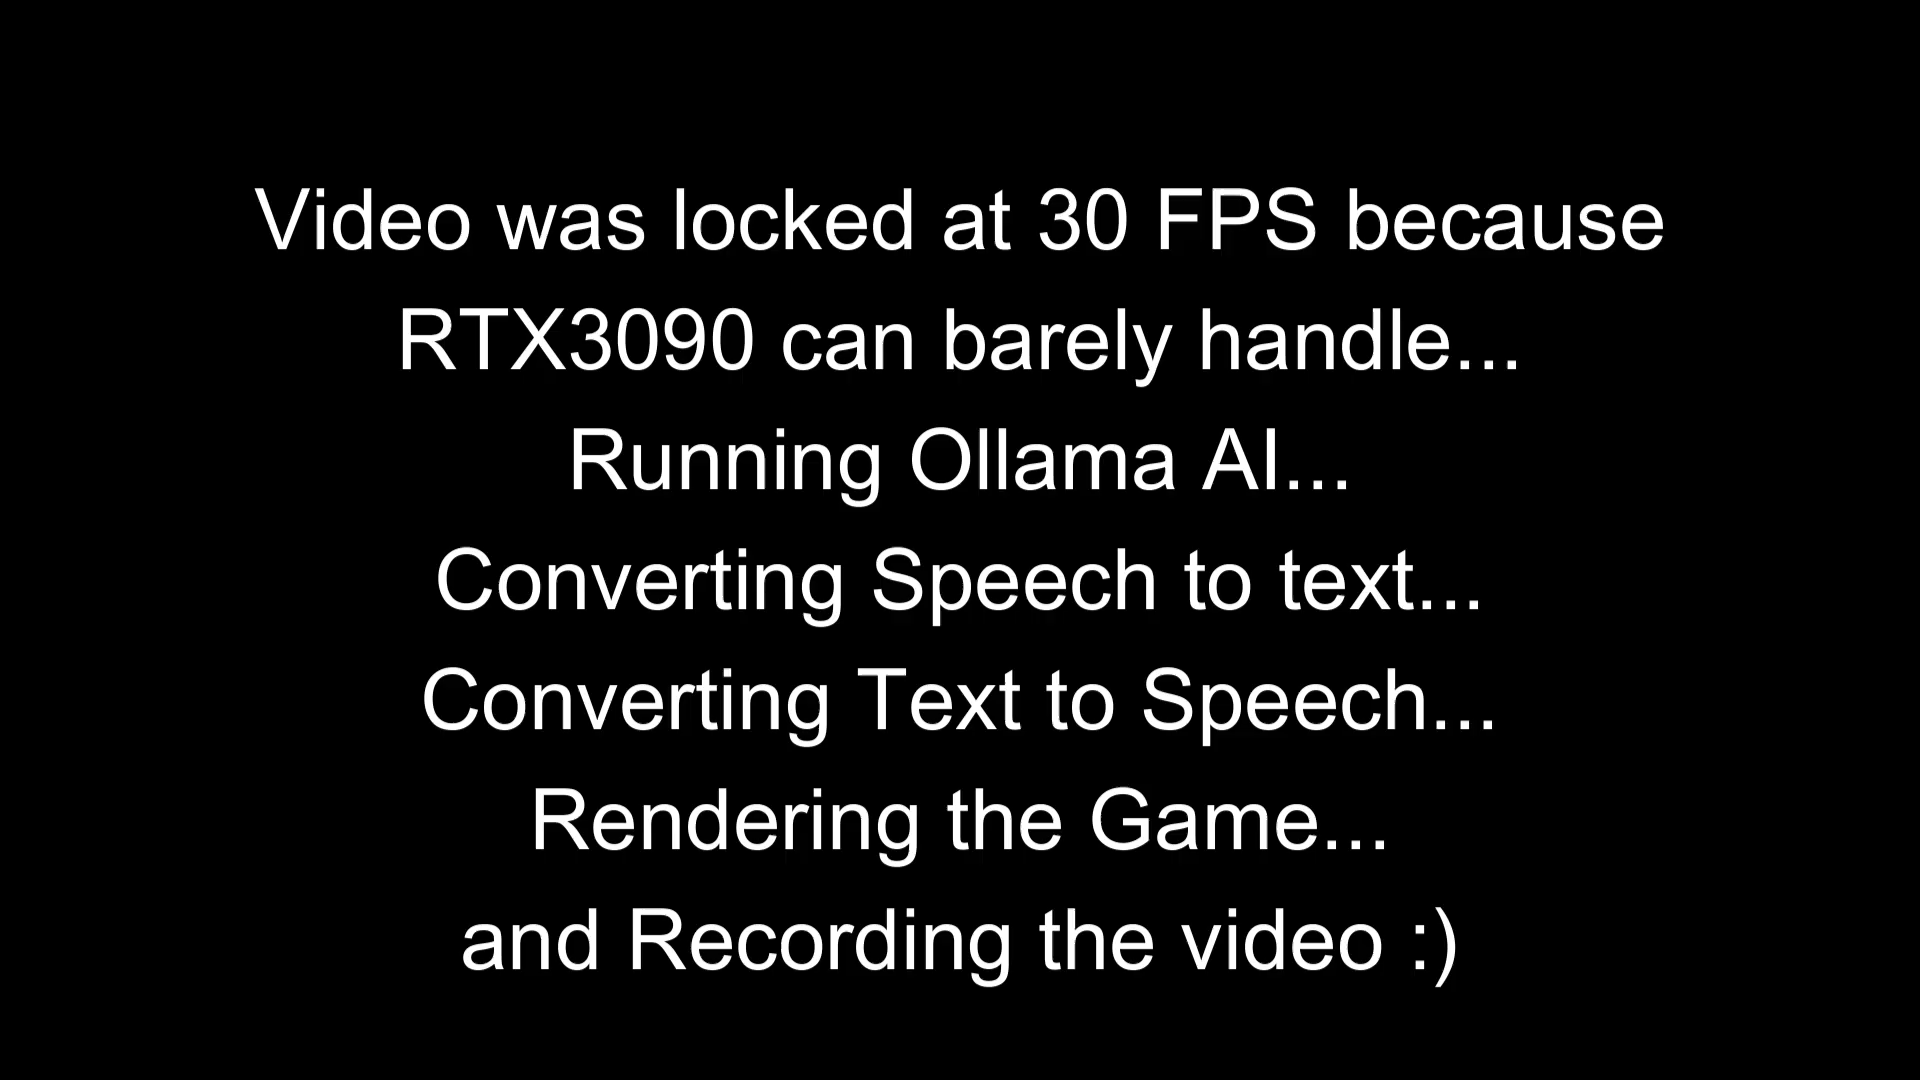 Video was locked at 30 FPS because
RTX3090 can barely handle...
Running Ollama AI...
Converting Speech to text...
Converting Text to Speech...
Rendering the Game...
and Recording the video :)